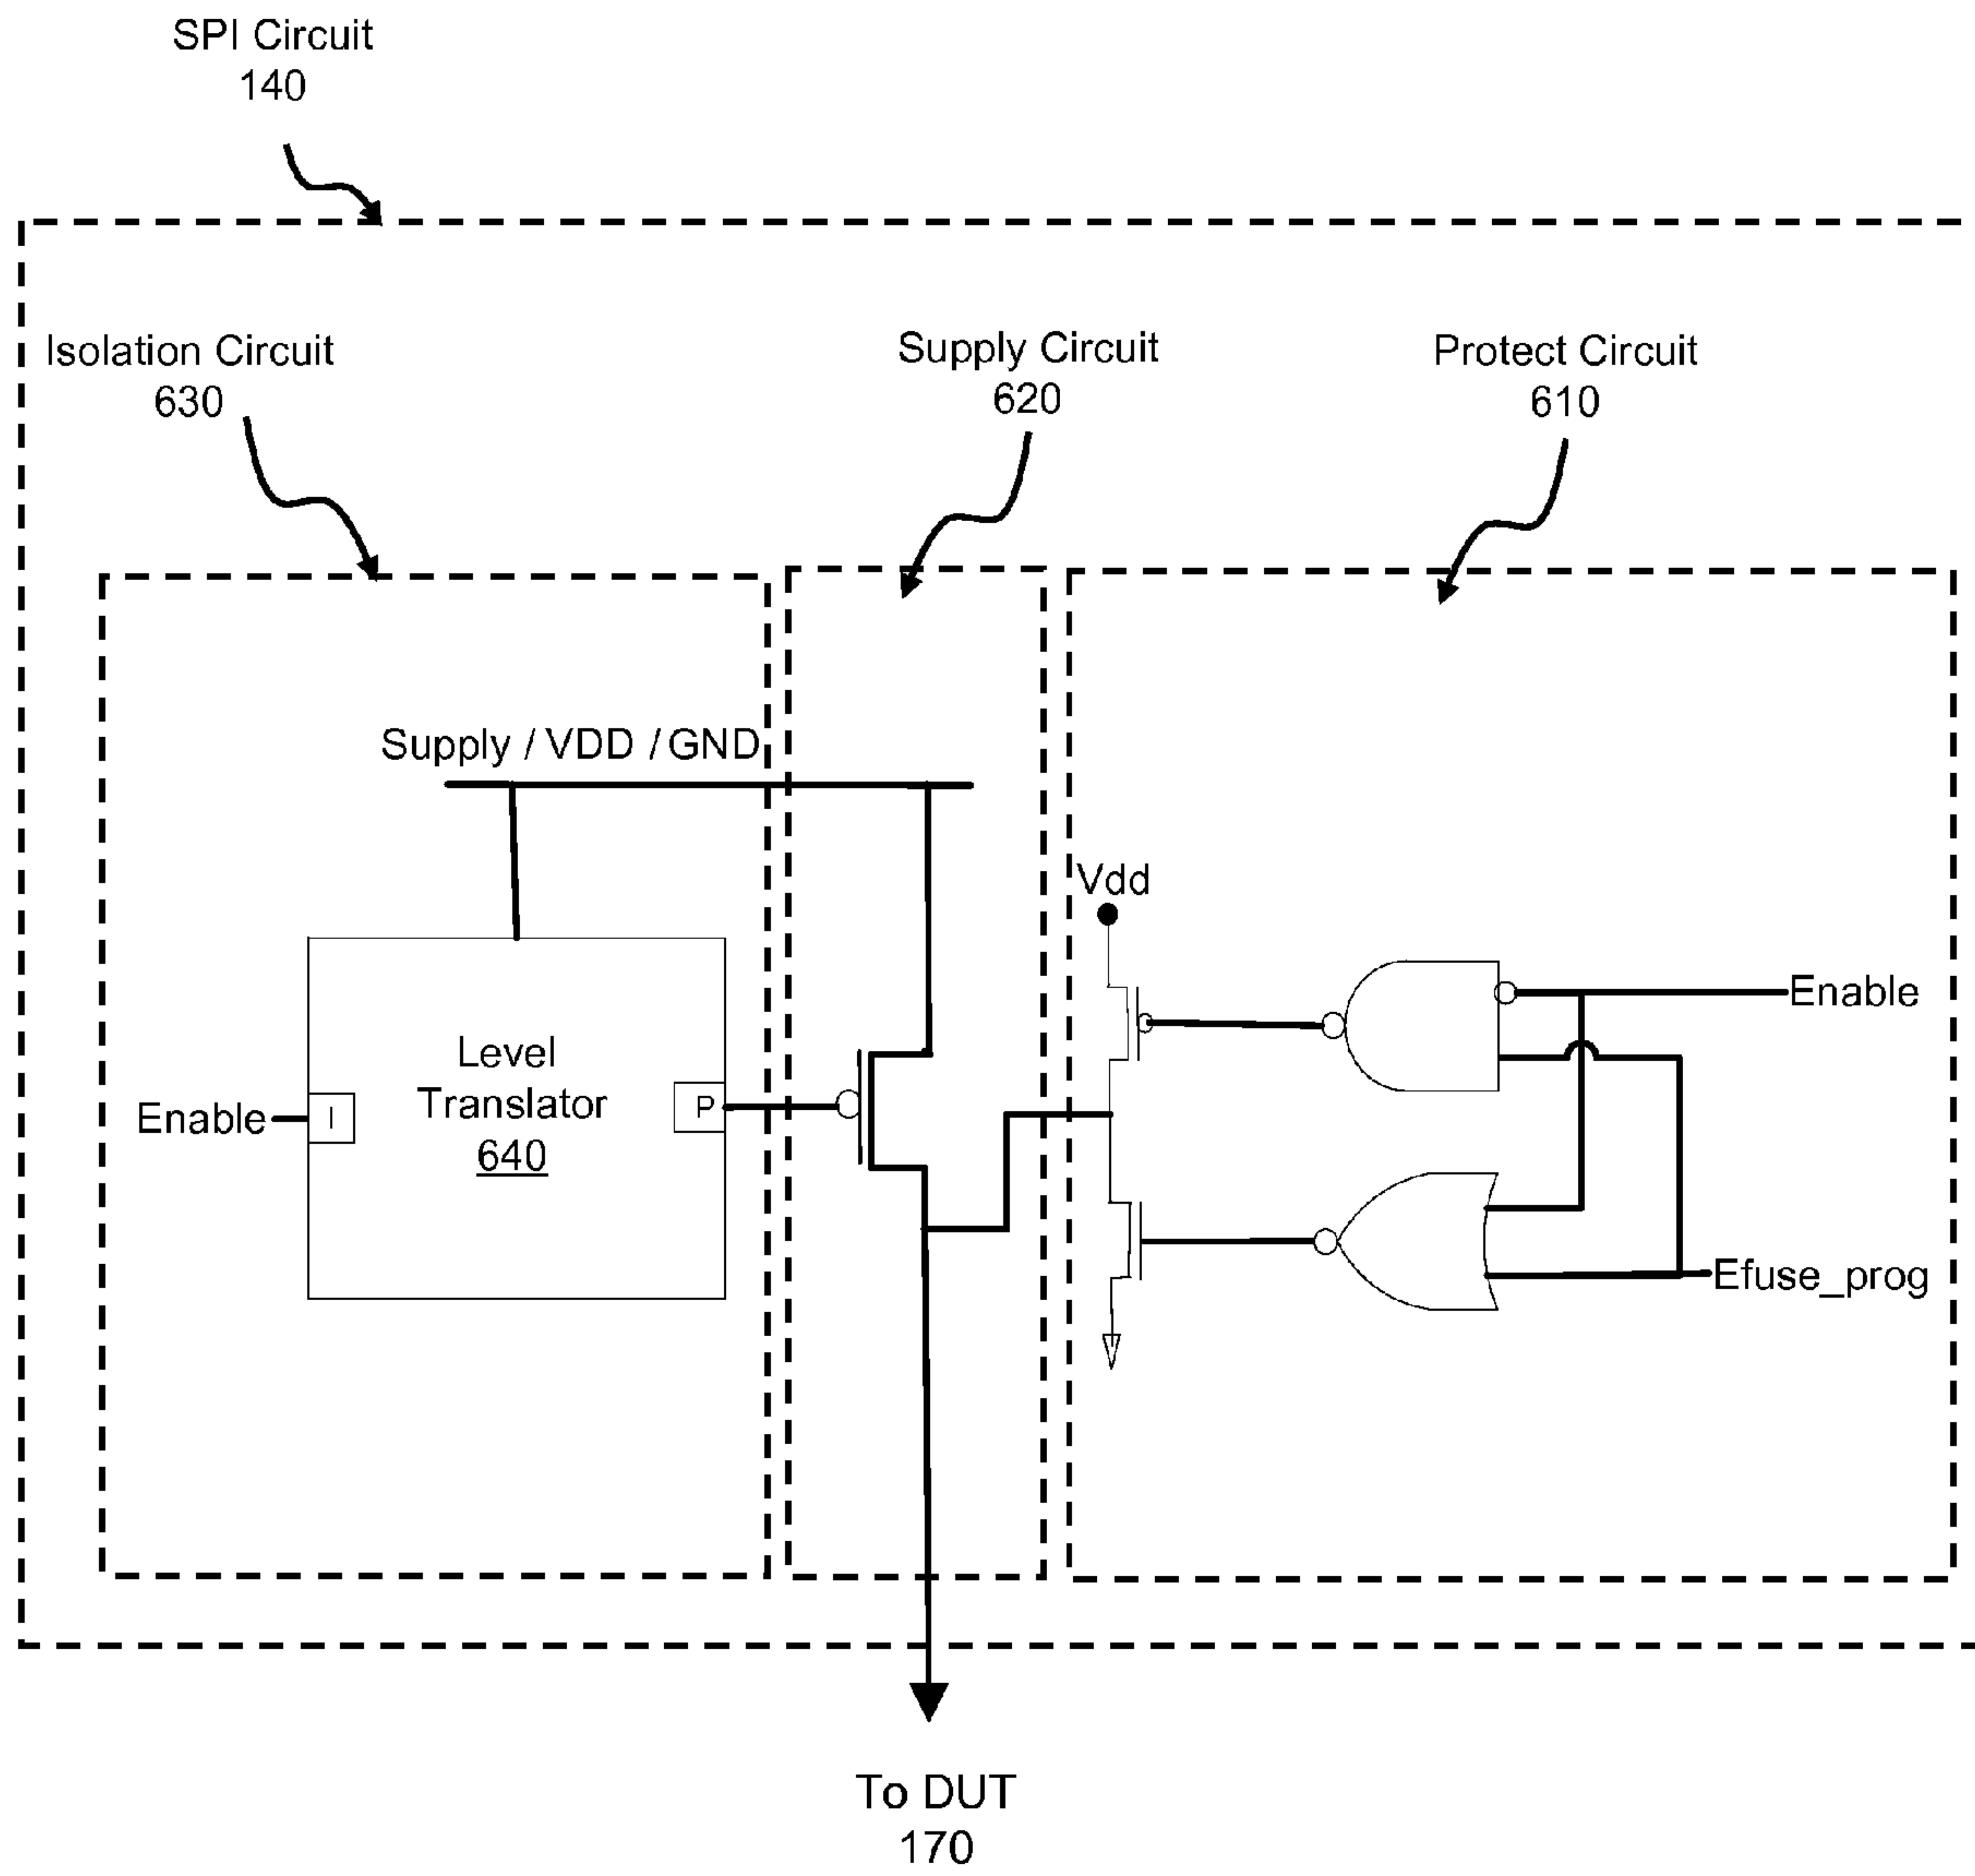 SPI Circuit
140
Isolation Circuit
630
Supply Circuit
620
Protect Circuit
610
Supply / VDD / GND
Vdd
Enable
Level
Translator
640
I
P
Enable
Efuse_prog
To DUT
170